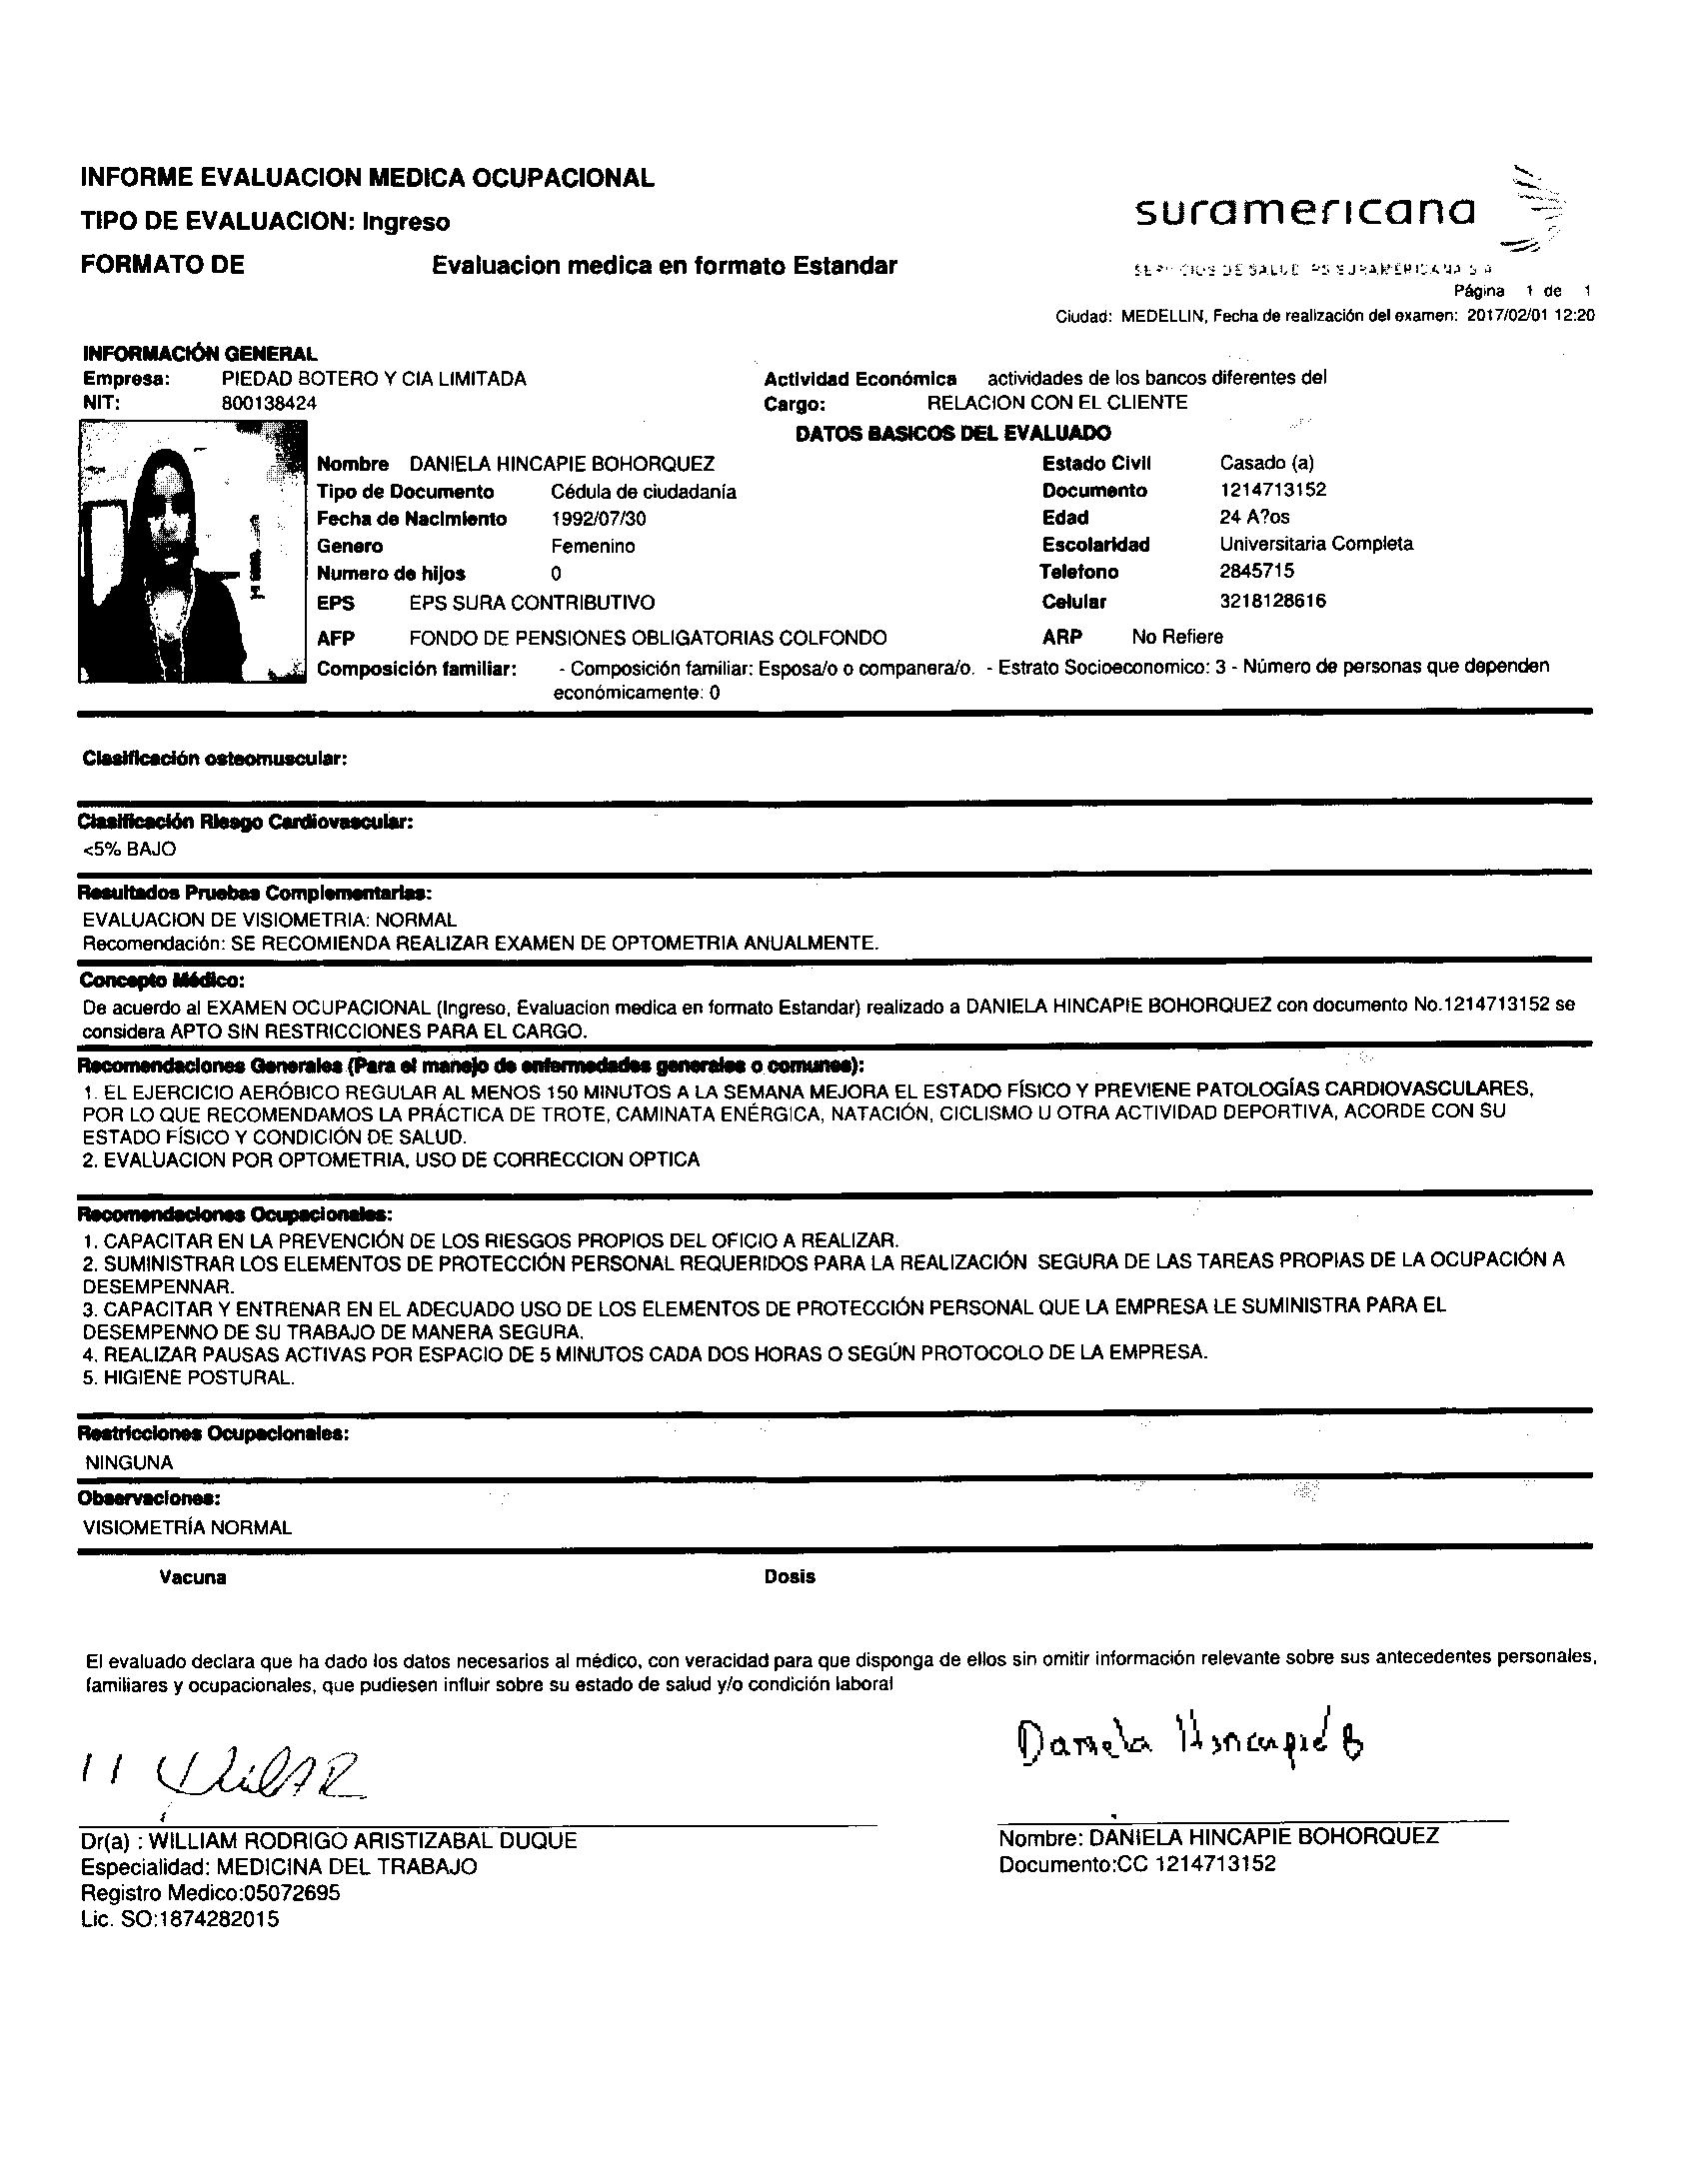 INFORME EVALUACION MEDICA OCUPACIONAL
TIPO DE EVALUACION: Ingreso
FORMATO DE Evaluacion medica en formato Estandar
suramericana
Página 1 de 1
Ciudad: MEDELLIN, Fecha de realización del examen: 2017/02/01 12:20
INFORMACIÓN GENERAL
Empresa: PIEDAD BOTERO Y CIA LIMITADA Actividad Económica actividades de los bancos diferentes del
NIT: 800138424 Cargo: RELACION CON EL CLIENTE
DATOS BASICOS DEL EVALUADO
Nombre DANIELA HINCAPIE BOHORQUEZ Estado Civil Casado (a)
Tipo de Documento Cédula de ciudadanía Documento 1214713152
Fecha de Nacimiento 1992/07/30 Edad 24 A?os
Genero Femenino Escolaridad Universitaria Completa
Numero de hijos 0 Telefono 2845715
EPS EPS SURA CONTRIBUTIVO Celular 3218128616
AFP FONDO DE PENSIONES OBLIGATORIAS COLFONDO ARP No Refiere
Composición familiar: - Composición familiar: Esposa/o o companera/o. - Estrato Socioeconomico: 3 - Número de personas que dependen
económicamente: 0
Clasificación osteomuscular:
Clasificación Riesgo Cardiovascular:
<5% BAJO
Resultados Pruebas Complementarias:
EVALUACION DE VISIOMETRIA: NORMAL
Recomendación: SE RECOMIENDA REALIZAR EXAMEN DE OPTOMETRIA ANUALMENTE.
Concepto Médico:
De acuerdo al EXAMEN OCUPACIONAL (Ingreso, Evaluacion medica en formato Estandar) realizado a DANIELA HINCAPIE BOHORQUEZ con documento No.1214713152 se
considera APTO SIN RESTRICCIONES PARA EL CARGO.
Recomendaciones Generales (Para el manejo de enfermedades generales o comunes):
1. EL EJERCICIO AERÓBICO REGULAR AL MENOS 150 MINUTOS A LA SEMANA MEJORA EL ESTADO FÍSICO Y PREVIENE PATOLOGÍAS CARDIOVASCULARES,
POR LO QUE RECOMENDAMOS LA PRÁCTICA DE TROTE, CAMINATA ENÉRGICA, NATACIÓN, CICLISMO U OTRA ACTIVIDAD DEPORTIVA, ACORDE CON SU
ESTADO FÍSICO Y CONDICIÓN DE SALUD.
2. EVALUACION POR OPTOMETRIA, USO DE CORRECCION OPTICA
Recomendaciones Ocupacionales:
1. CAPACITAR EN LA PREVENCIÓN DE LOS RIESGOS PROPIOS DEL OFICIO A REALIZAR.
2. SUMINISTRAR LOS ELEMENTOS DE PROTECCIÓN PERSONAL REQUERIDOS PARA LA REALIZACIÓN SEGURA DE LAS TAREAS PROPIAS DE LA OCUPACIÓN A
DESEMPENNAR.
3. CAPACITAR Y ENTRENAR EN EL ADECUADO USO DE LOS ELEMENTOS DE PROTECCIÓN PERSONAL QUE LA EMPRESA LE SUMINISTRA PARA EL
DESEMPENNO DE SU TRABAJO DE MANERA SEGURA.
4. REALIZAR PAUSAS ACTIVAS POR ESPACIO DE 5 MINUTOS CADA DOS HORAS O SEGÚN PROTOCOLO DE LA EMPRESA.
5. HIGIENE POSTURAL.
Restricciones Ocupacionales:
NINGUNA
Observaciones:
VISIOMETRÍA NORMAL
Vacuna Dosis
El evaluado declara que ha dado los datos necesarios al médico, con veracidad para que disponga de ellos sin omitir información relevante sobre sus antecedentes personales,
familiares y ocupacionales, que pudiesen influir sobre su estado de salud y/o condición laboral
Daniela Hincapié B
Dr(a) : WILLIAM RODRIGO ARISTIZABAL DUQUE
Especialidad: MEDICINA DEL TRABAJO
Registro Medico:05072695
Lic. SO:1874282015
Nombre: DANIELA HINCAPIE BOHORQUEZ
Documento:CC 1214713152